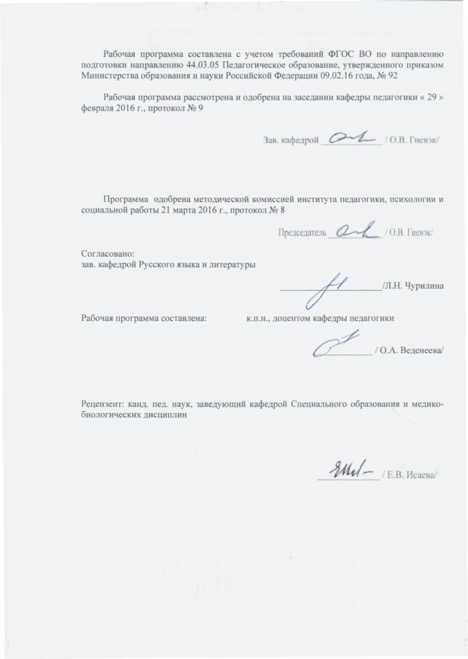 Рабочая программа составлена с учетом требований ФГОС ВО по направлению
подготовки направлению 44.03.05 Педагогическое образование, утвержденного приказом
Министерства образования и науки Российской Федерации 09.02.16 года, № 92
Рабочая программа рассмотрена и одобрена на заседании кафедры педагогики « 29 »
февраля 2016 г., протокол № 9
Зав. кафедрой / О.В. Гневэк/
Программа одобрена методической комиссией института педагогики, психологии и
социальной работы 21 марта 2016 г., протокол № 8
Председатель / О.В. Гневэк/
Согласовано:
зав. кафедрой Русского языка и литературы
/Л.Н. Чурилина
Рабочая программа составлена: к.п.н., доцентом кафедры педагогики
/ О.А. Веденеева/
Рецензент: канд. пед. наук, заведующий кафедрой Специального образования и медико-
биологических дисциплин
/ Е.В. Исаева/